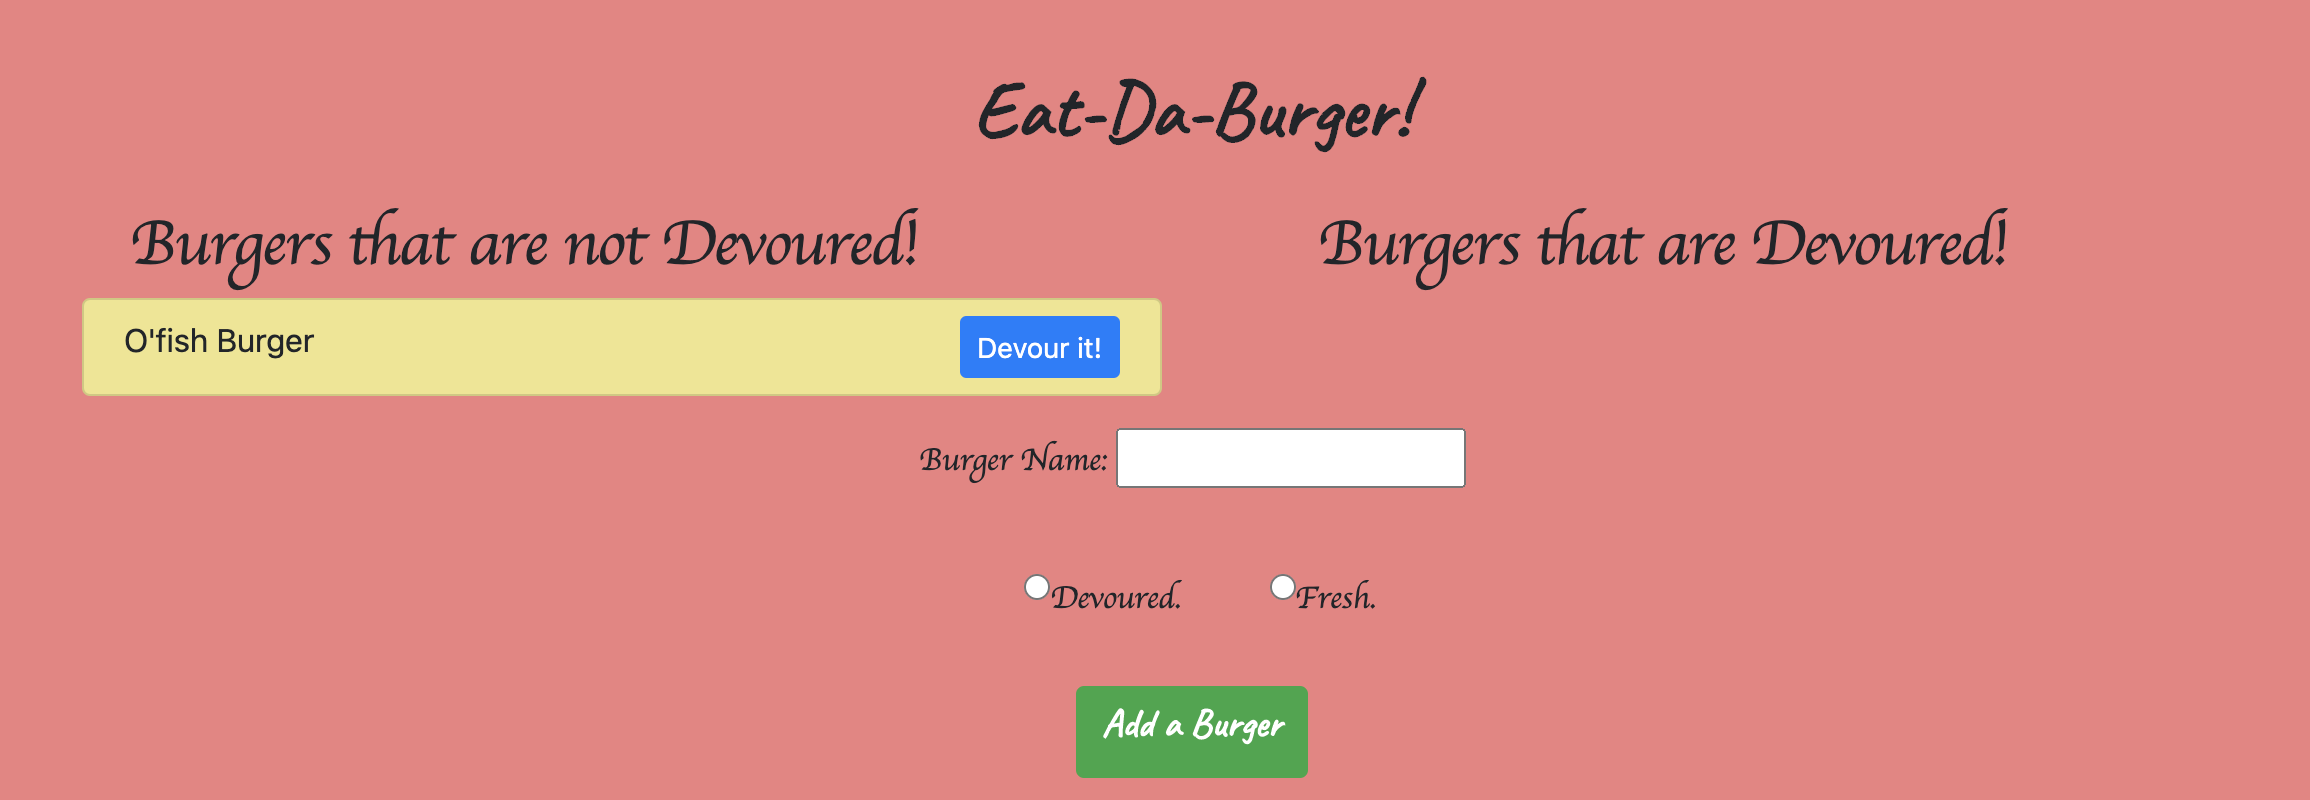 Eat-Da-Burger!
Burgers that are not Devoured!
Burgers that are Devoured!
O'fish Burger
Devour it!
Burger Name:
Devoured.
Fresh.
Add a Burger